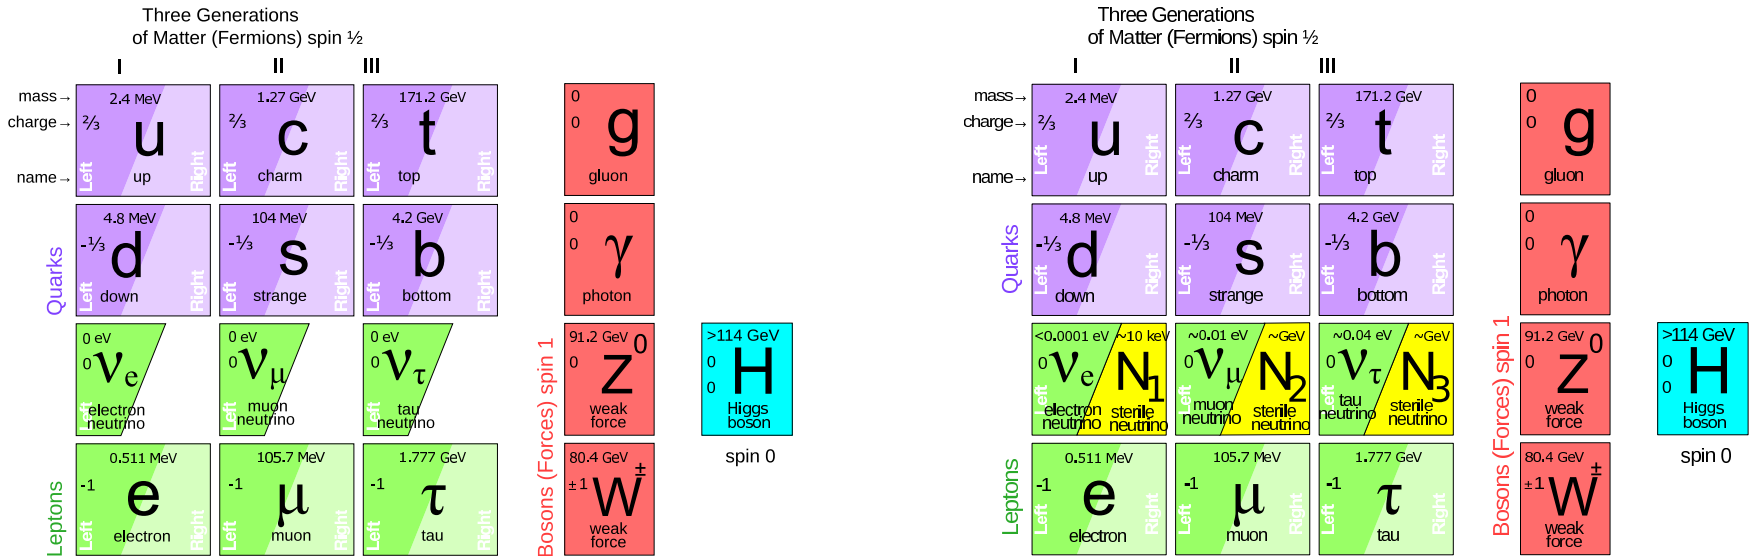 Three Generations
of Matter (Fermions) spin ½
I II III
mass→
charge→
name→
2.4 MeV
⅔
u
Left
up
Right
1.27 GeV
⅔
c
Left
charm
Right
171.2 GeV
⅔
t
Left
top
Right
0
0
g
gluon
Quarks
4.8 MeV
-⅓
d
Left
down
Right
104 MeV
-⅓
s
Left
strange
Right
4.2 GeV
-⅓
b
Left
bottom
Right
0
0
γ
photon
0 eV
0
νe
Left
electron
neutrino
0 eV
0
νμ
Left
muon
neutrino
0 eV
0
ντ
Left
tau
neutrino
Bosons (Forces) spin 1
91.2 GeV
0
Z0
weak
force
>114 GeV
0
0
H
Higgs
boson
spin 0
Leptons
0.511 MeV
-1
e
Left
electron
Right
105.7 MeV
-1
μ
Left
muon
Right
1.777 GeV
-1
τ
Left
tau
Right
80.4 GeV
±1
W±
weak
force
Three Generations
of Matter (Fermions) spin ½
I II III
mass→
charge→
name→
2.4 MeV
⅔
u
Left
up
Right
1.27 GeV
⅔
c
Left
charm
Right
171.2 GeV
⅔
t
Left
top
Right
0
0
g
gluon
Quarks
4.8 MeV
-⅓
d
Left
down
Right
104 MeV
-⅓
s
Left
strange
Right
4.2 GeV
-⅓
b
Left
bottom
Right
0
0
γ
photon
<0.0001 eV
0
νe
Left
electron
neutrino
~10 keV
N1
sterile
neutrino
~0.01 eV
0
νμ
Left
muon
neutrino
~GeV
N2
sterile
neutrino
~0.04 eV
0
ντ
Left
tau
neutrino
~GeV
N3
sterile
neutrino
Bosons (Forces) spin 1
91.2 GeV
0
Z0
weak
force
>114 GeV
0
0
H
Higgs
boson
spin 0
Leptons
0.511 MeV
-1
e
Left
electron
Right
105.7 MeV
-1
μ
Left
muon
Right
1.777 GeV
-1
τ
Left
tau
Right
80.4 GeV
±1
W±
weak
force